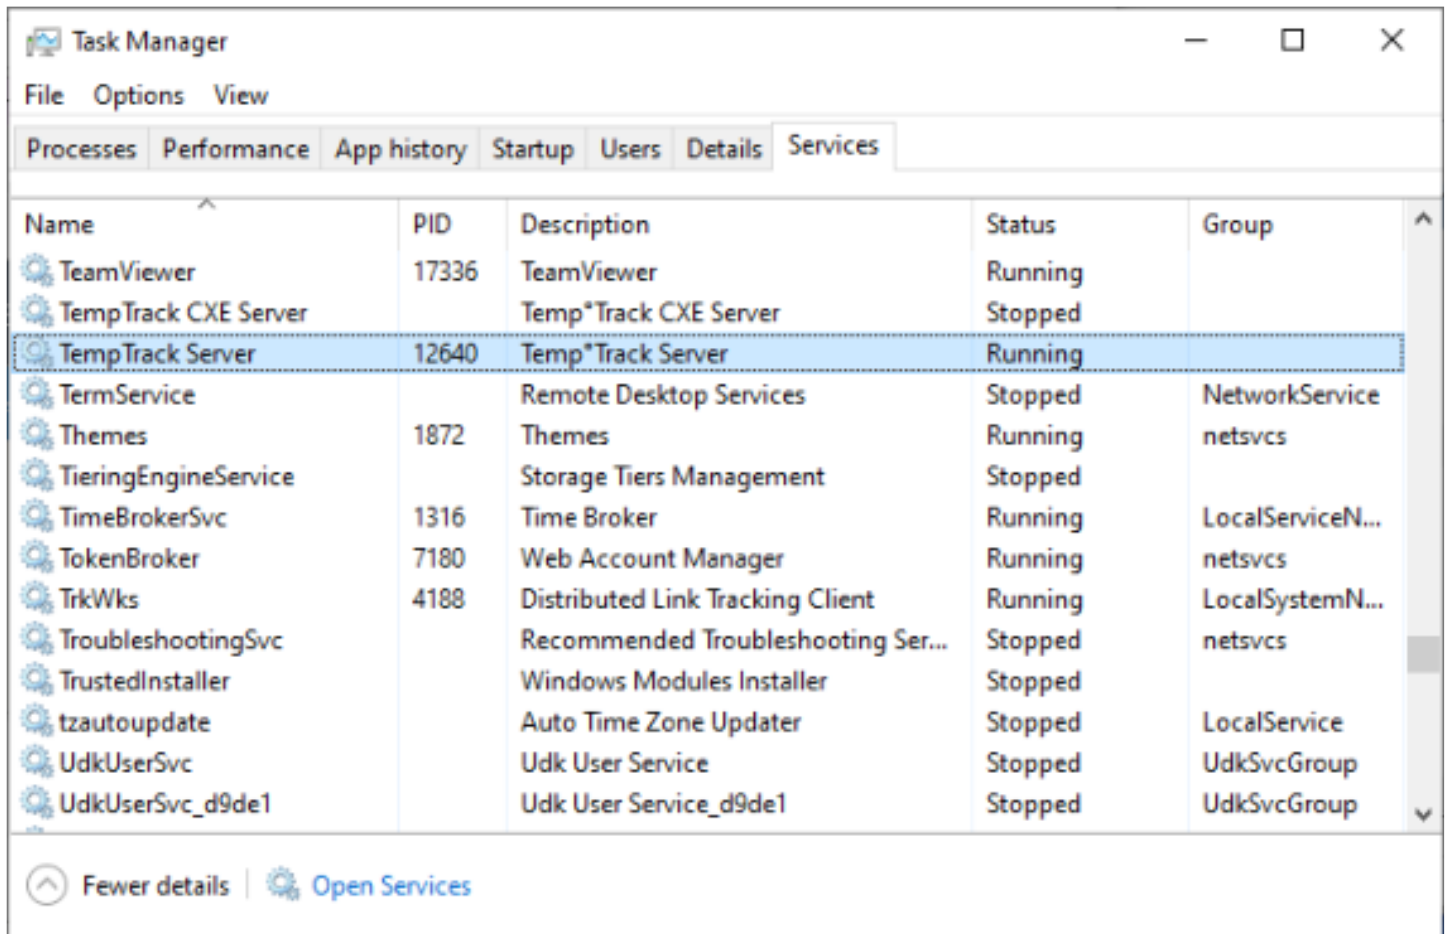 Task Manager
File Options View
Processes Performance App history Startup Users Details Services
Name PID Description Status Group
TeamViewer 17336 TeamViewer Running
TempTrack CXE Server Temp*Track CXE Server Stopped
TempTrack Server 12640 Temp*Track Server Running
TermService Remote Desktop Services Stopped NetworkService
Themes 1872 Themes Running netsvcs
TieringEngineService Storage Tiers Management Stopped
TimeBrokerSvc 1316 Time Broker Running LocalServiceN...
TokenBroker 7180 Web Account Manager Running netsvcs
TrkWks 4188 Distributed Link Tracking Client Running LocalSystemN...
TroubleshootingSvc Recommended Troubleshooting Ser... Stopped netsvcs
TrustedInstaller Windows Modules Installer Stopped
tzautoupdate Auto Time Zone Updater Stopped LocalService
UdkUserSvc Udk User Service Stopped UdkSvcGroup
UdkUserSvc_d9de1 Udk User Service_d9de1 Stopped UdkSvcGroup
Fewer details Open Services